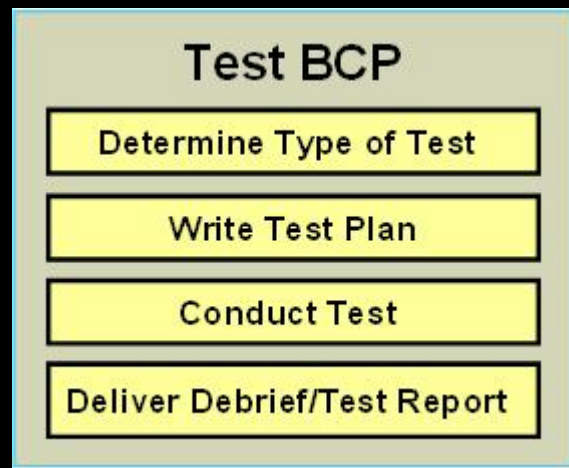 Test BCP
Determine Type of Test
Write Test Plan
Conduct Test
Deliver Debrief/Test Report